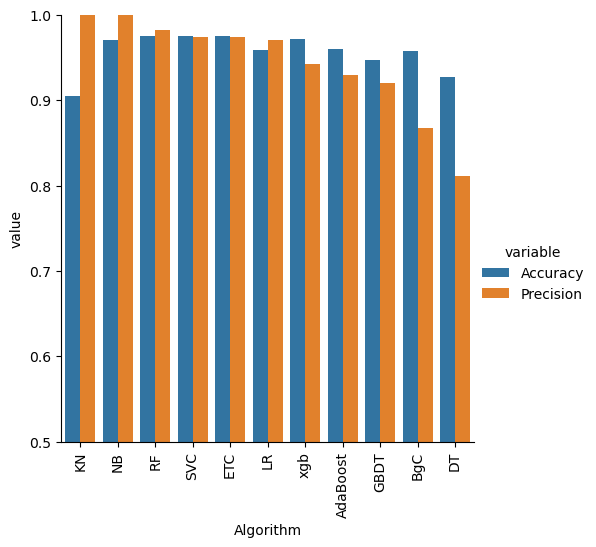 1.0
0.9
0.8
0.7
0.6
0.5
value
KN
NB
RF
SVC
ETC
LR
xgb
AdaBoost
GBDT
BgC
DT
Algorithm
variable
Accuracy
Precision